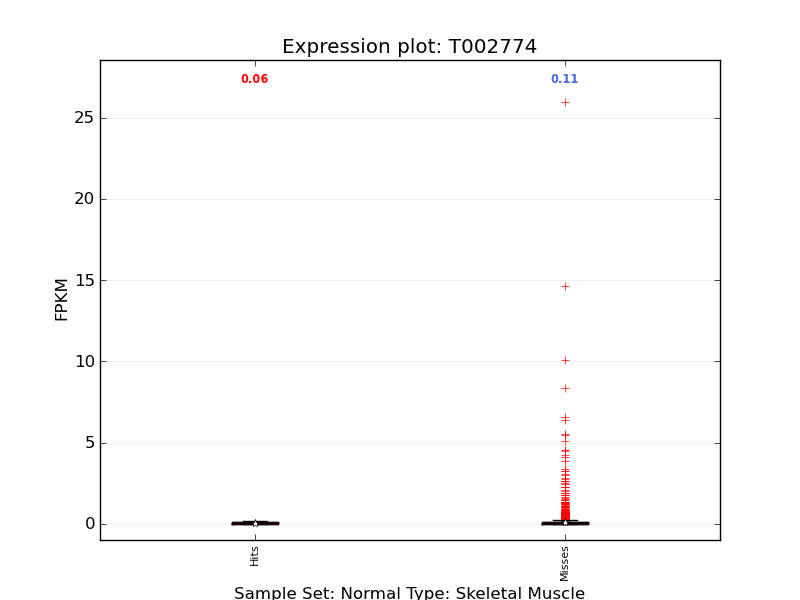 Expression plot: T002774
0.06
0.11
25
20
15
10
5
0
FPKM
Hits
Misses
Sample Set: Normal Type: Skeletal Muscle